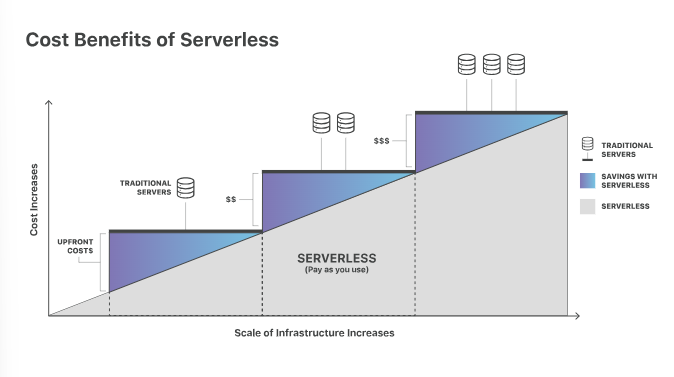 Cost Benefits of Serverless
Cost Increases
UPFRONT
COSTS
TRADITIONAL
SERVERS
$$
$$$
SERVERLESS
(Pay as you use)
TRADITIONAL
SERVERS
SAVINGS WITH
SERVERLESS
SERVERLESS
Scale of Infrastructure Increases